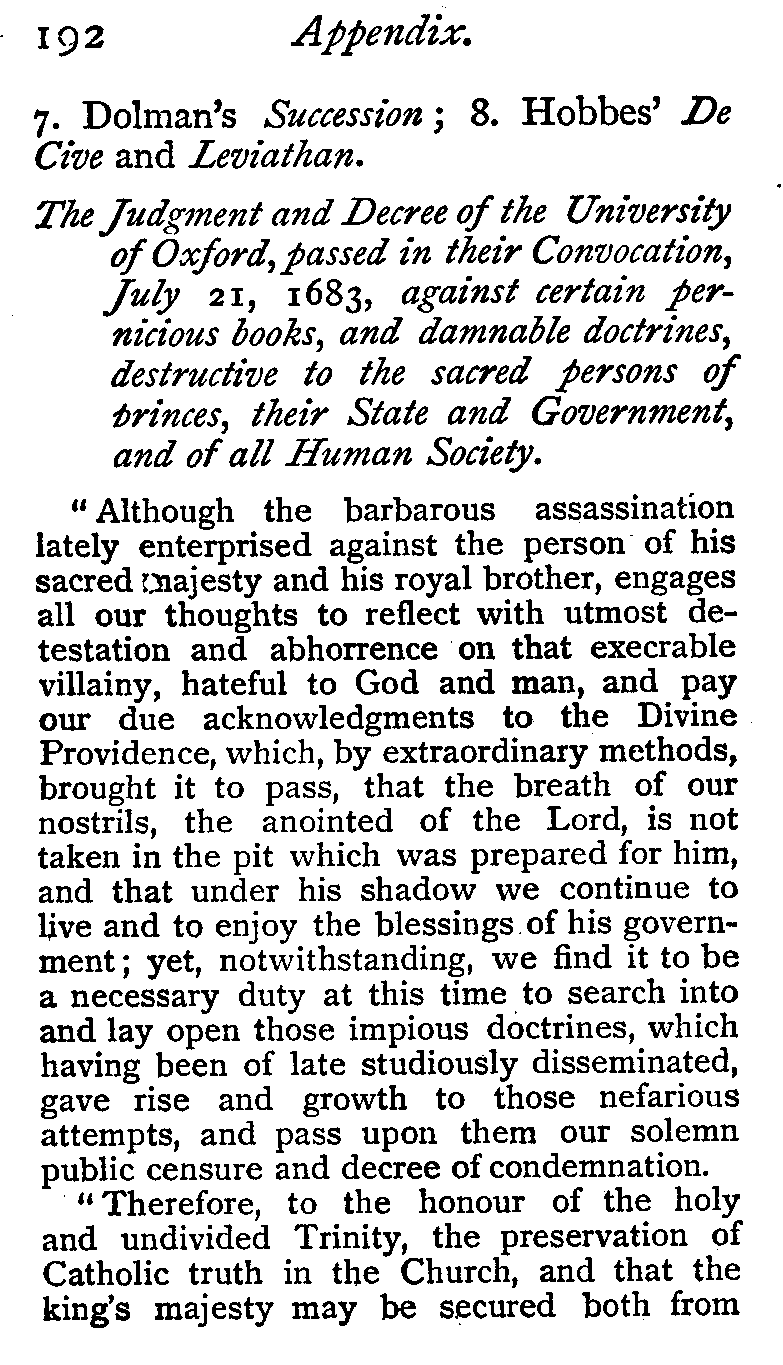 192 Appendix.
7. Dolman's Succession; 8. Hobbes' De
Cive and Leviathan.
The Judgment and Decree of the University
of Oxford, passed in their Convocation,
July 21, 1683, against certain per-
nicious books, and damnable doctrines,
destructive to the sacred persons of
princes, their State and Government,
and of all Human Society.
"Although the barbarous assassination
lately enterprised against the person of his
sacred majesty and his royal brother, engages
all our thoughts to reflect with utmost de-
testation and abhorrence on that execrable
villainy, hateful to God and man, and pay
our due acknowledgments to the Divine
Providence, which, by extraordinary methods,
brought it to pass, that the breath of our
nostrils, the anointed of the Lord, is not
taken in the pit which was prepared for him,
and that under his shadow we continue to
live and to enjoy the blessings of his govern-
ment; yet, notwithstanding, we find it to be
a necessary duty at this time to search into
and lay open those impious doctrines, which
having been of late studiously disseminated,
gave rise and growth to those nefarious
attempts, and pass upon them our solemn
public censure and decree of condemnation.
"Therefore, to the honour of the holy
and undivided Trinity, the preservation of
Catholic truth in the Church, and that the
king's majesty may be secured both from